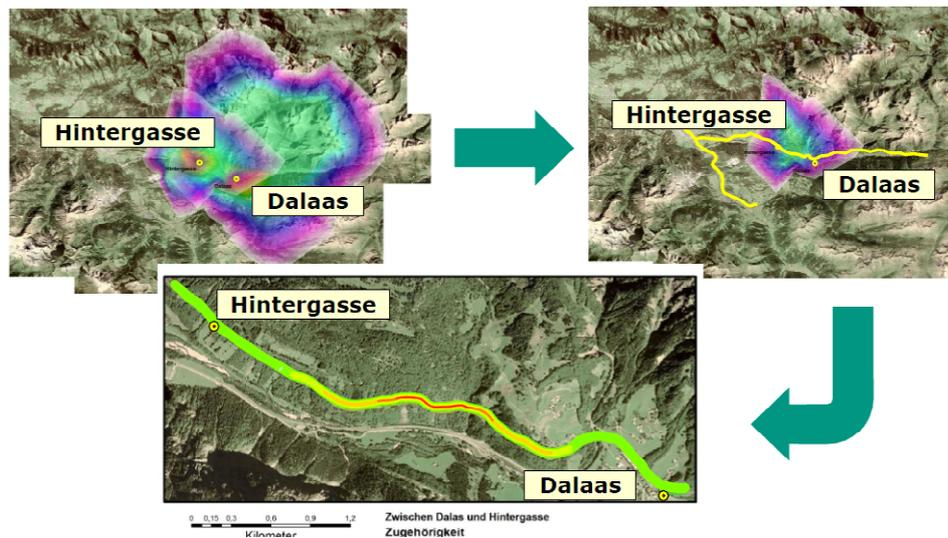 Hintergasse
Dalaas
Hintergasse
Dalaas
Hintergasse
Dalaas
0 0,15 0,3 0,6 0,9 1,2
Kilometer
Zwischen Dalas und Hintergasse
Zugehörigkeit